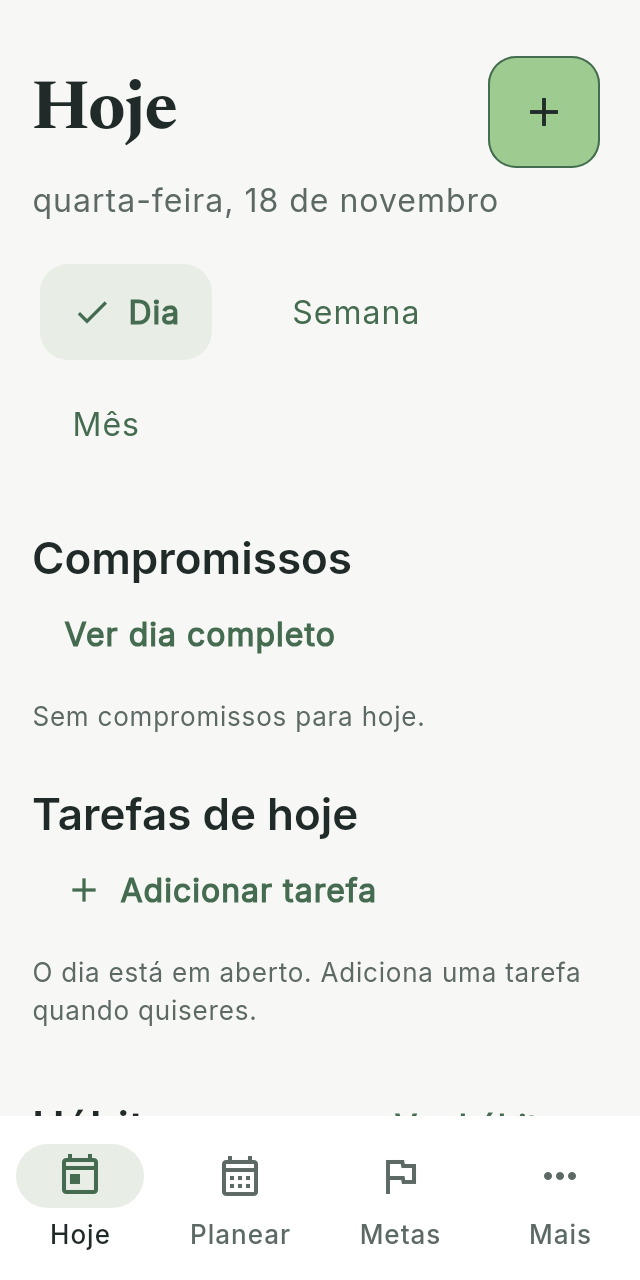 Hoje
quarta-feira, 18 de novembro
Dia
Semana
Mês
Compromissos
Ver dia completo
Sem compromissos para hoje.
Tarefas de hoje
Adicionar tarefa
O dia está em aberto. Adiciona uma tarefa
quando quiseres.
Hoje
Planear
Metas
Mais